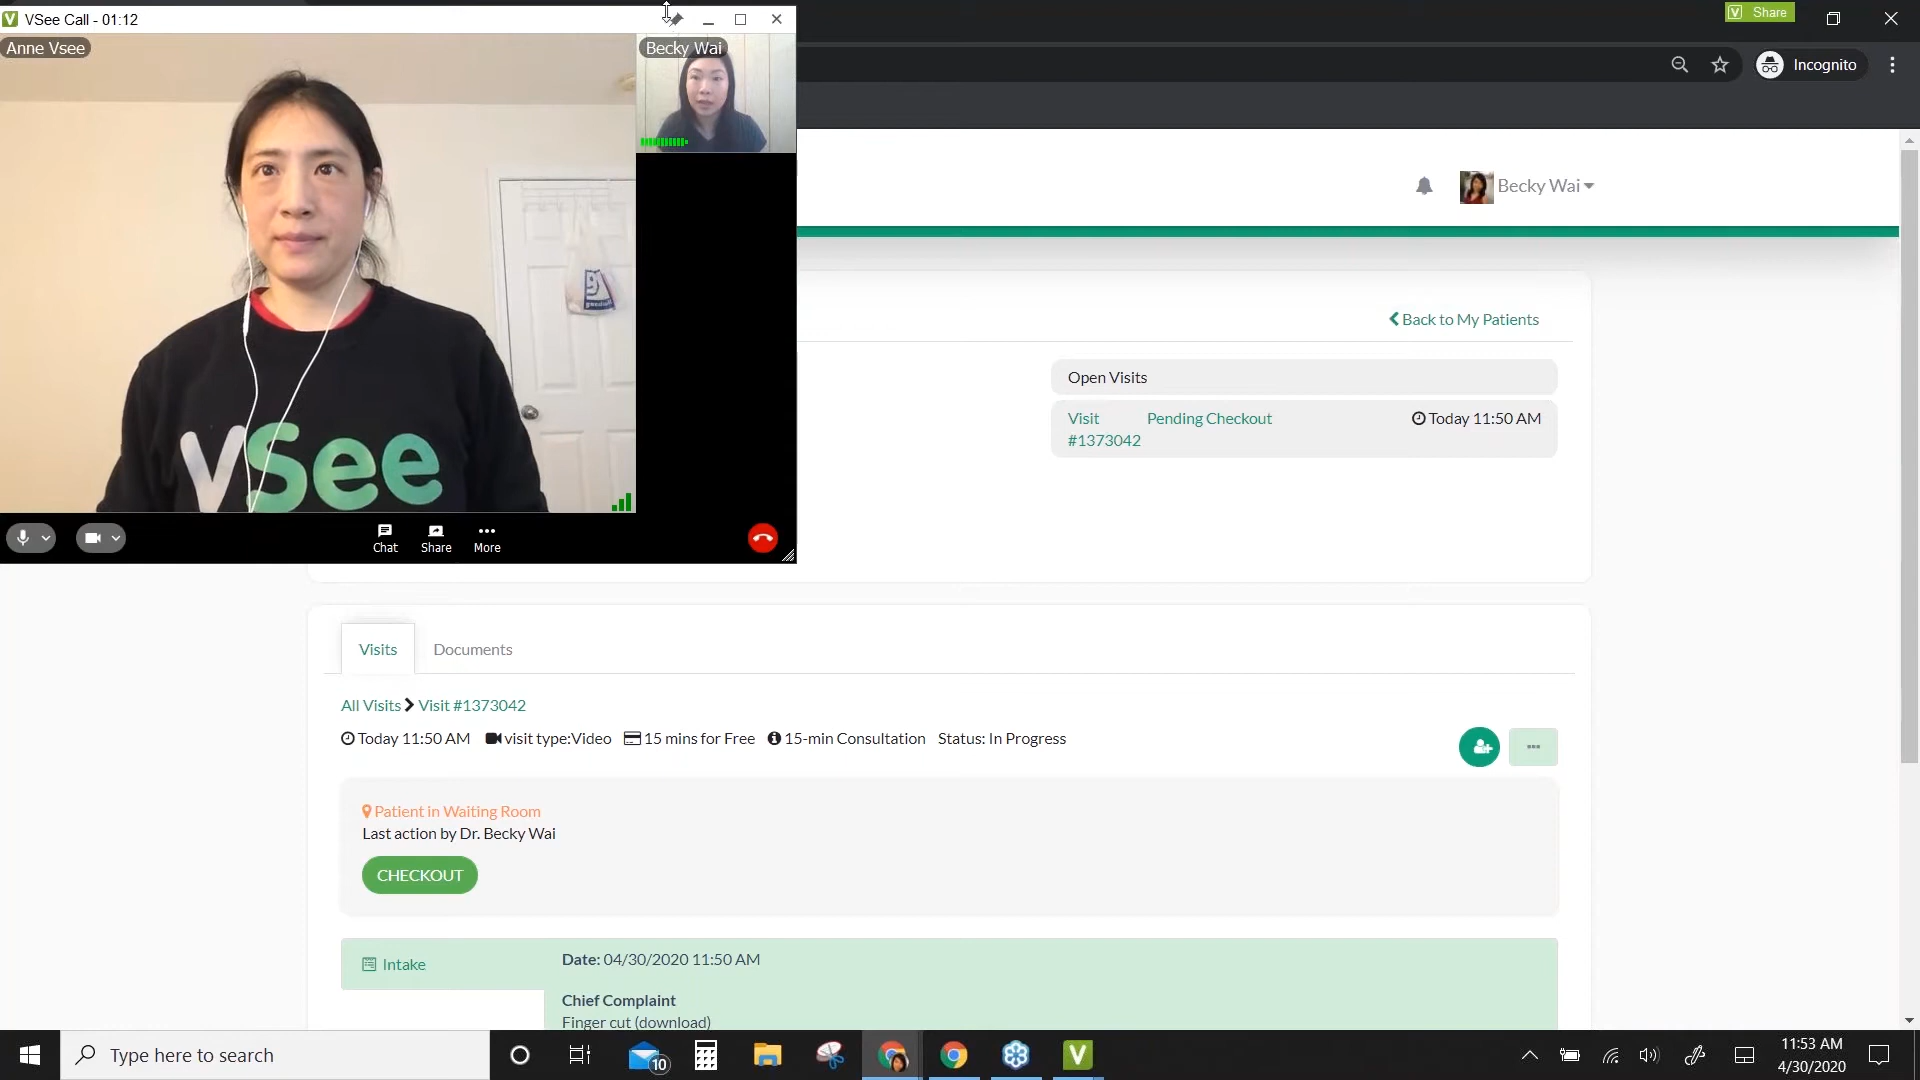 VSee Call - 01:12
Share
Anne Vsee
Becky Wai
Incognito
Becky Wai
goodwill
vSee
Back to My Patients
Open Visits
Visit
#1373042
Pending Checkout
Today 11:50 AM
Chat
Share
More
Visits
Documents
All Visits
Visit #1373042
Today 11:50 AM
visit type:Video
15 mins for Free
15-min Consultation
Status: In Progress
Patient in Waiting Room
Last action by Dr. Becky Wai
CHECKOUT
Intake
Date: 04/30/2020 11:50 AM
Chief Complaint
Finger cut (download)
Type here to search
10
11:53 AM
4/30/2020